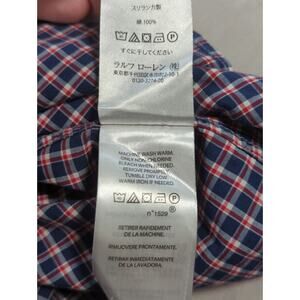 スリランカ製
綿 100%
すぐに干してください
ラルフ ローレン (株)
MACHINE WASH WARM.
ONLY NON-CHLORINE
BLEACH WHEN NEEDED.
REMOVE PROMPTLY.
TUMBLE DRY LOW.
WARM IRON IF NEEDED.
n°1529
®
RETIRER RAPIDEMENT
DE LA MACHINE.
RIMUOVERE PRONTAMENTE.
RETIRAR INMEDIATAMENTE
DE LA LAVADORA.